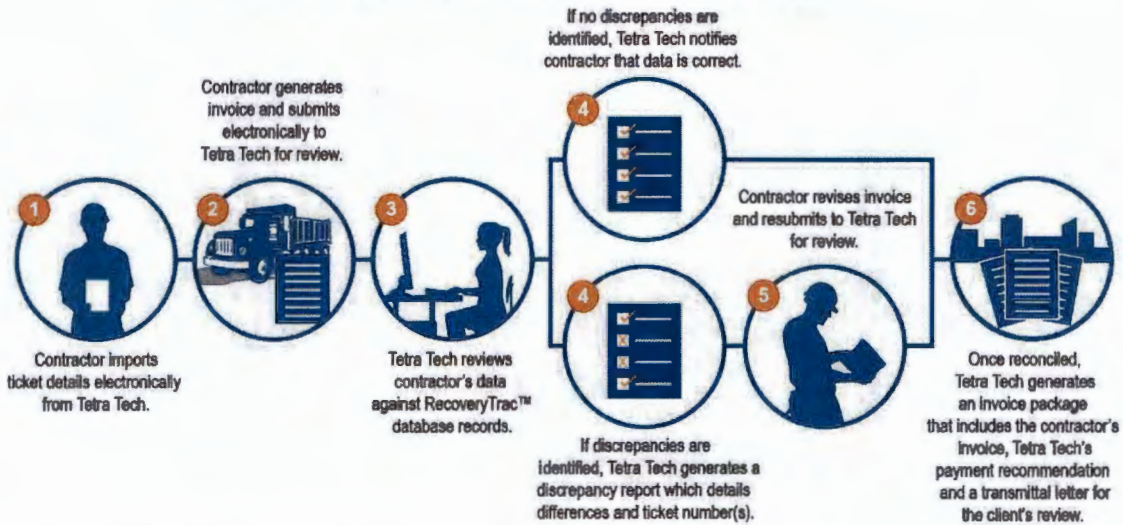 1
Contractor imports
ticket details electronically
from Tetra Tech.
Contractor generates
invoice and submits
electronically to
Tetra Tech for review.
2
3
Tetra Tech reviews
contractor's data
against RecoveryTrac™
database records.
If no discrepancies are
identified, Tetra Tech notifies
contractor that data is correct.
4
4
If discrepancies are
identified, Tetra Tech generates a
discrepancy report which details
differences and ticket number(s).
Contractor revises invoice
and resubmits to Tetra Tech
for review.
5
6
Once reconciled,
Tetra Tech generates
an invoice package
that includes the contractor's
invoice, Tetra Tech's
payment recommendation
and a transmittal letter for
the client's review.